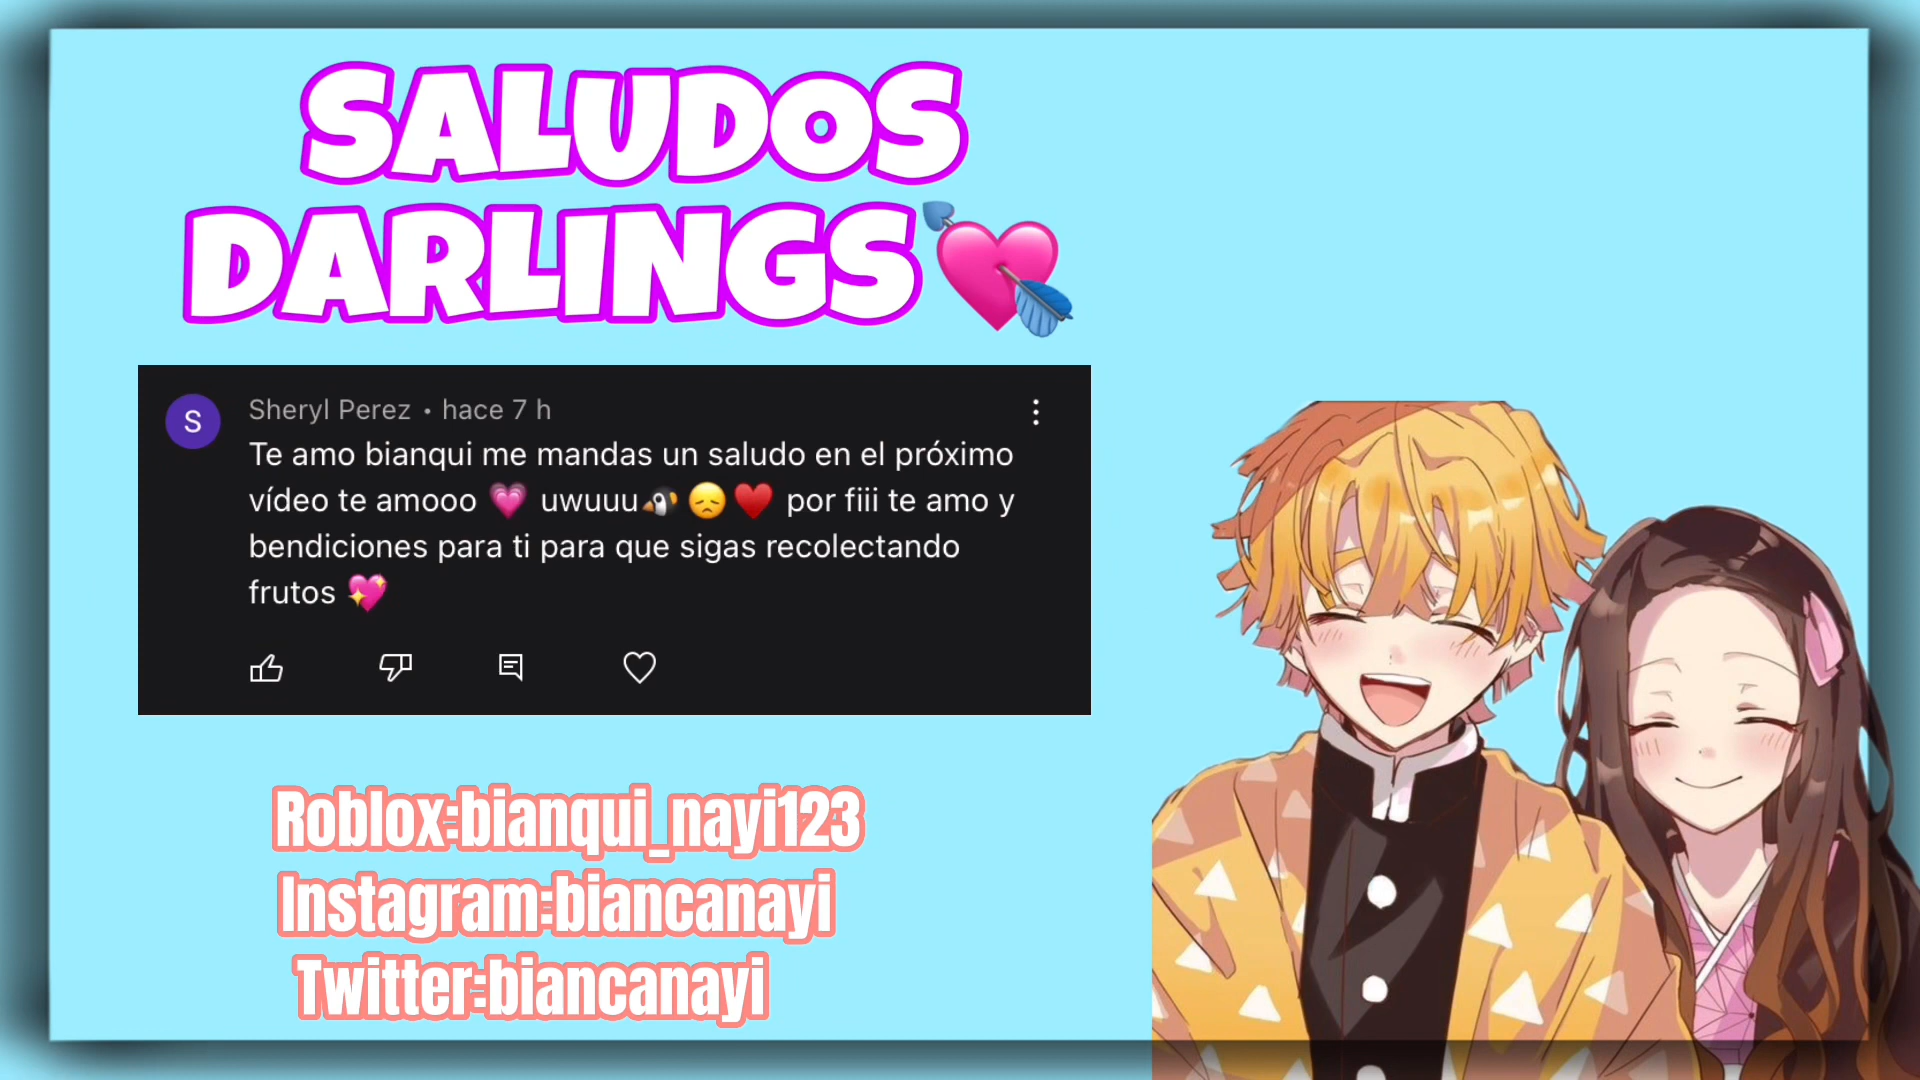 SALUDOS
DARLINGS💘
S
Sheryl Perez • hace 7 h
Te amo bianqui me mandas un saludo en el próximo
vídeo te amooo 💗 uwuuu🐧😞♥️ por fiii te amo y
bendiciones para ti para que sigas recolectando
frutos 💖
Roblox:bianqui_nayi123
Instagram:biancanayi
Twitter:biancanayi